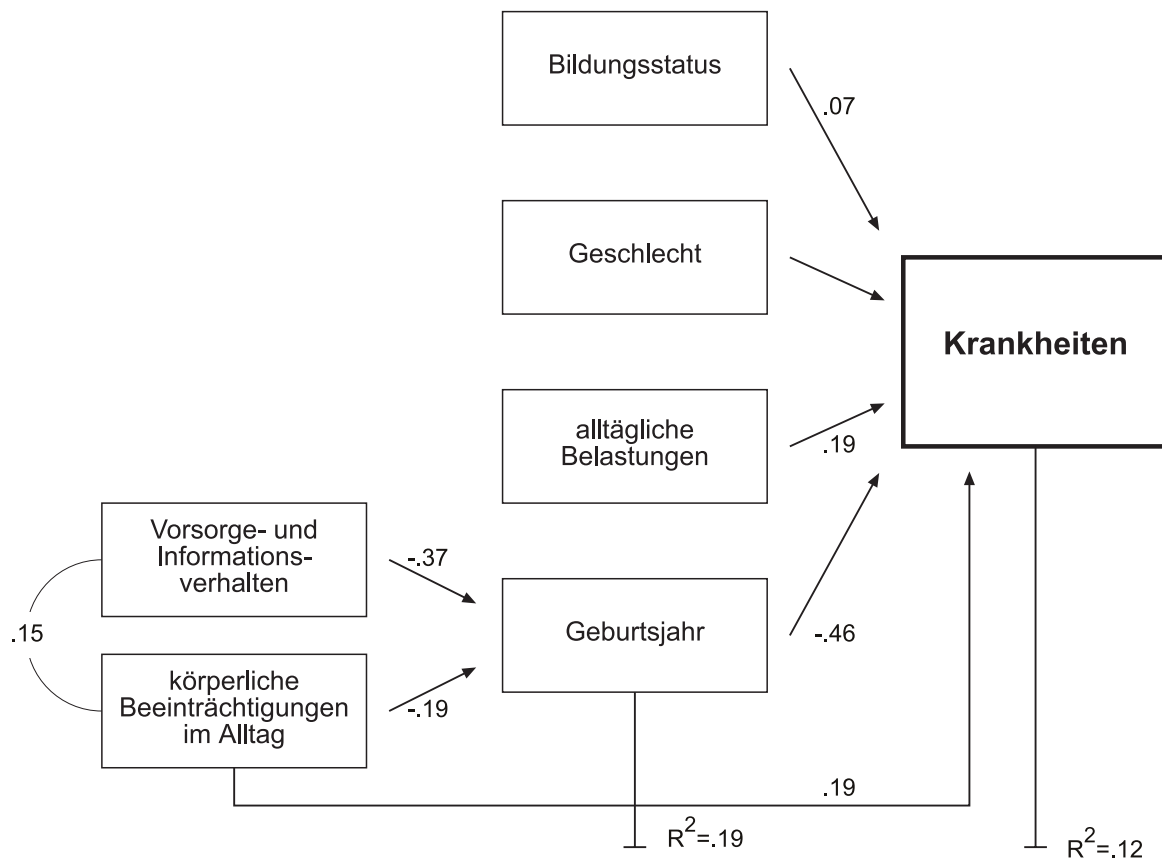 Bildungsstatus
.07
Geschlecht
Krankheiten
alltägliche
Belastungen
.19
Vorsorge- und
Informations-
verhalten
-.37
.15
Geburtsjahr
-.46
körperliche
Beeinträchtigungen
im Alltag
-.19
.19
R²=.19
R²=.12